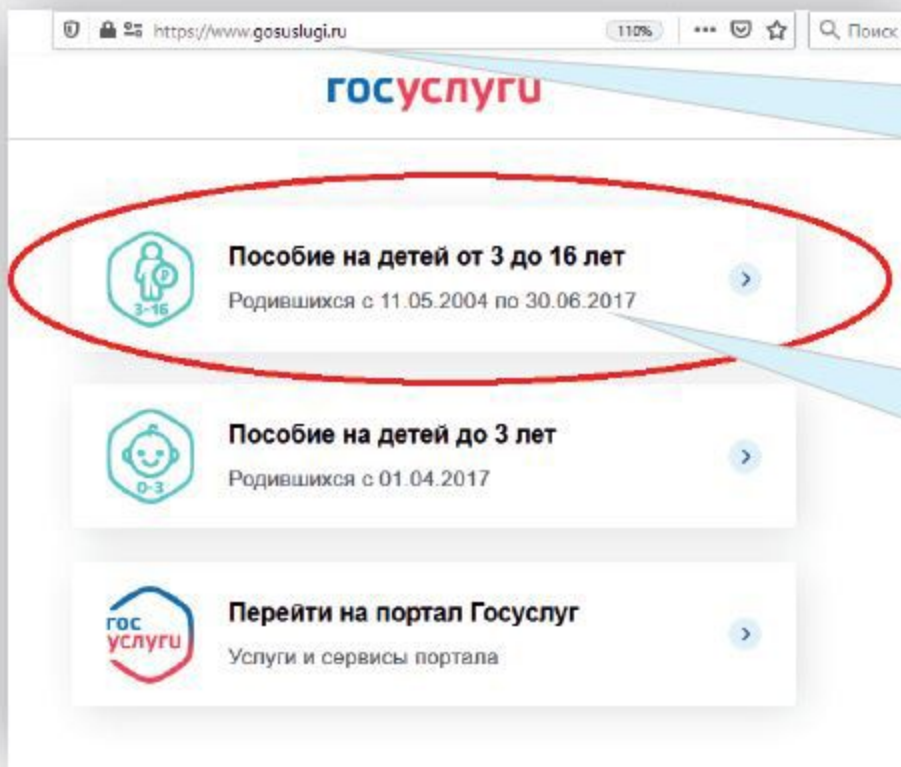 https://www.gosuslugi.ru 110% ••• Поиск
госуслуги
Пособие на детей от 3 до 16 лет
Родившихся с 11.05.2004 по 30.06.2017
3-16
Пособие на детей до 3 лет
Родившихся с 01.04.2017
0-3
Перейти на портал Госуслуг
Услуги и сервисы портала
гос
услуги